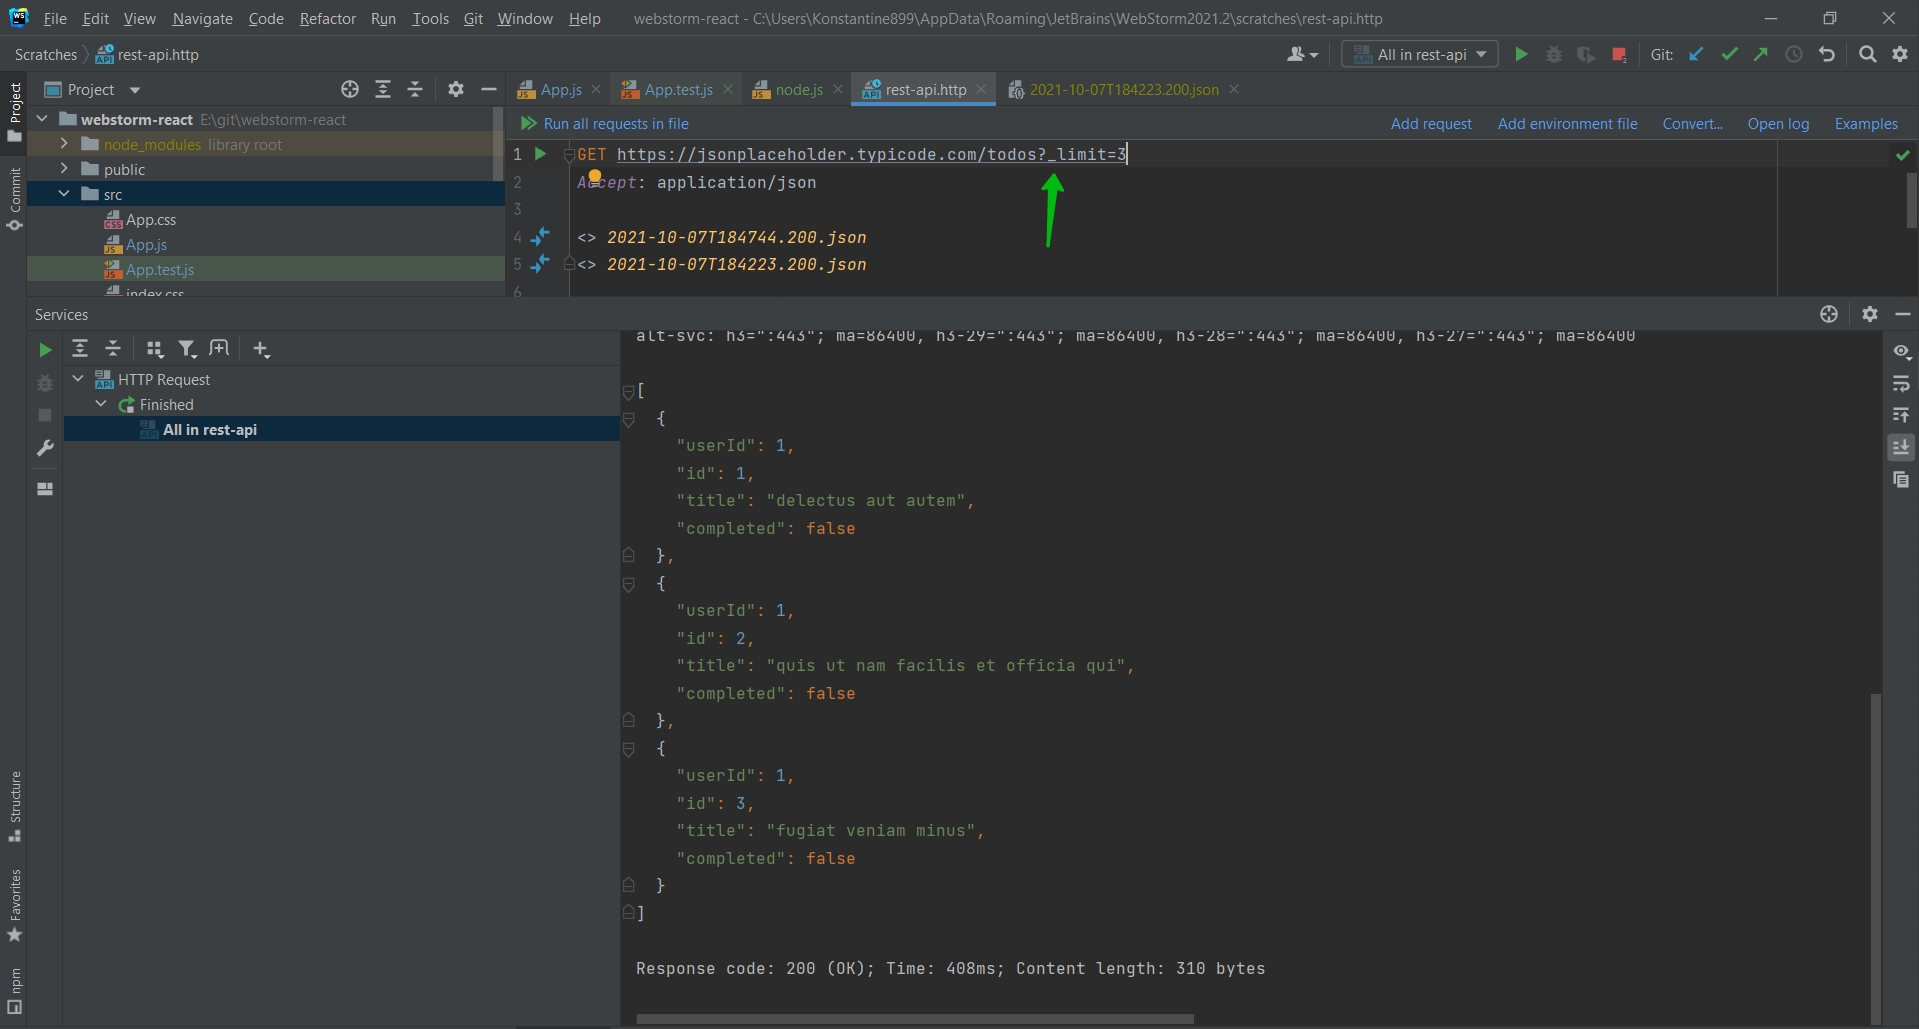 File Edit View Navigate Code Refactor Run Tools Git Window Help webstorm-react - C:\Users\Konstantine899\AppData\Roaming\JetBrains\WebStorm2021.2\scratches\rest-api.http
Scratches rest-api.http All in rest-api Git:
Project
App.js App.test.js node.js rest-api.http 2021-10-07T184223.200.json
webstorm-react E:\git\webstorm-react
node_modules library root
public
src
App.css
App.js
App.test.js
index.css
Run all requests in file Add request Add environment file Convert... Open log Examples
1 GET https://jsonplaceholder.typicode.com/todos?_limit=3
2 Accept: application/json
3
4 <> 2021-10-07T184744.200.json
5 <> 2021-10-07T184223.200.json
6
Project
Commit
Structure
Favorites
npm
Services
HTTP Request
Finished
All in rest-api
alt-svc: h3=":443"; ma=86400, h3-29=":443"; ma=86400, h3-28=":443"; ma=86400, h3-27=":443"; ma=86400
[
{
"userId": 1,
"id": 1,
"title": "delectus aut autem",
"completed": false
},
{
"userId": 1,
"id": 2,
"title": "quis ut nam facilis et officia qui",
"completed": false
},
{
"userId": 1,
"id": 3,
"title": "fugiat veniam minus",
"completed": false
}
]
Response code: 200 (OK); Time: 408ms; Content length: 310 bytes